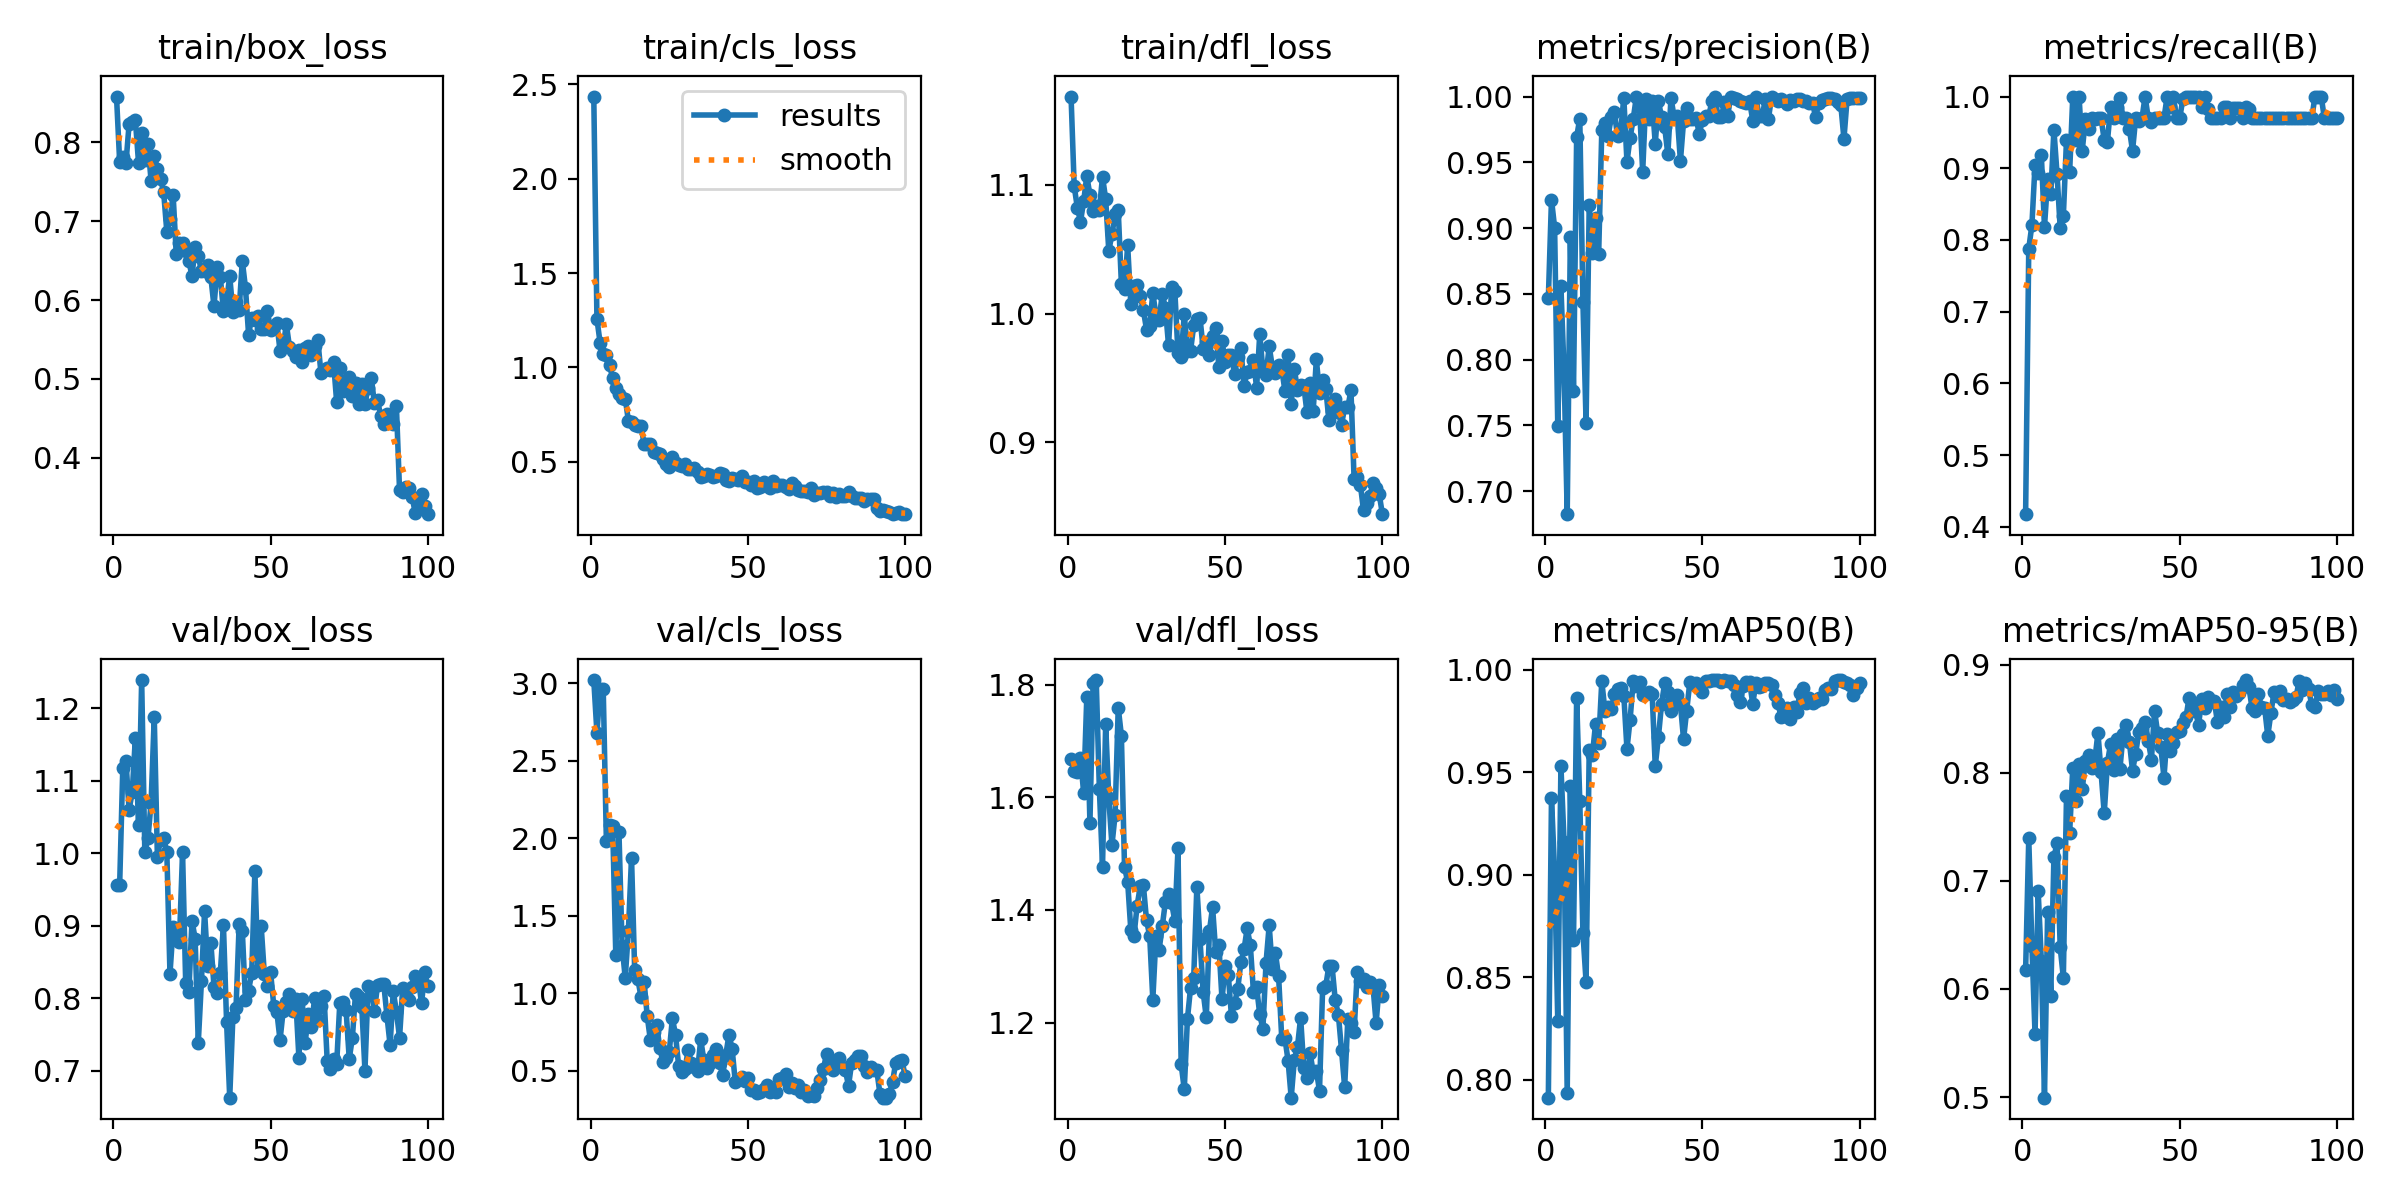 train/box_loss
0.8
0.7
0.6
0.5
0.4
0 50 100
train/cls_loss
results
smooth
2.5
2.0
1.5
1.0
0.5
0 50 100
train/dfl_loss
1.1
1.0
0.9
0 50 100
metrics/precision(B)
1.00
0.95
0.90
0.85
0.80
0.75
0.70
0 50 100
metrics/recall(B)
1.0
0.9
0.8
0.7
0.6
0.5
0.4
0 50 100
val/box_loss
1.2
1.1
1.0
0.9
0.8
0.7
0 50 100
val/cls_loss
3.0
2.5
2.0
1.5
1.0
0.5
0 50 100
val/dfl_loss
1.8
1.6
1.4
1.2
0 50 100
metrics/mAP50(B)
1.00
0.95
0.90
0.85
0.80
0 50 100
metrics/mAP50-95(B)
0.9
0.8
0.7
0.6
0.5
0 50 100